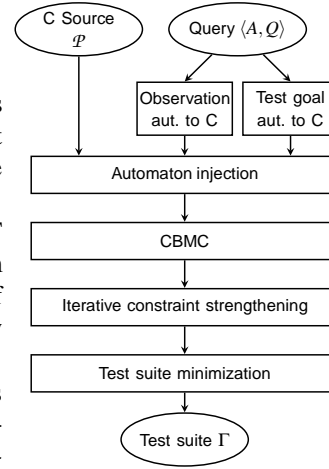 C Source
𝒫
Query ⟨A, Q⟩
Observation
aut. to C
Test goal
aut. to C
Automaton injection
CBMC
Iterative constraint strengthening
Test suite minimization
Test suite Γ